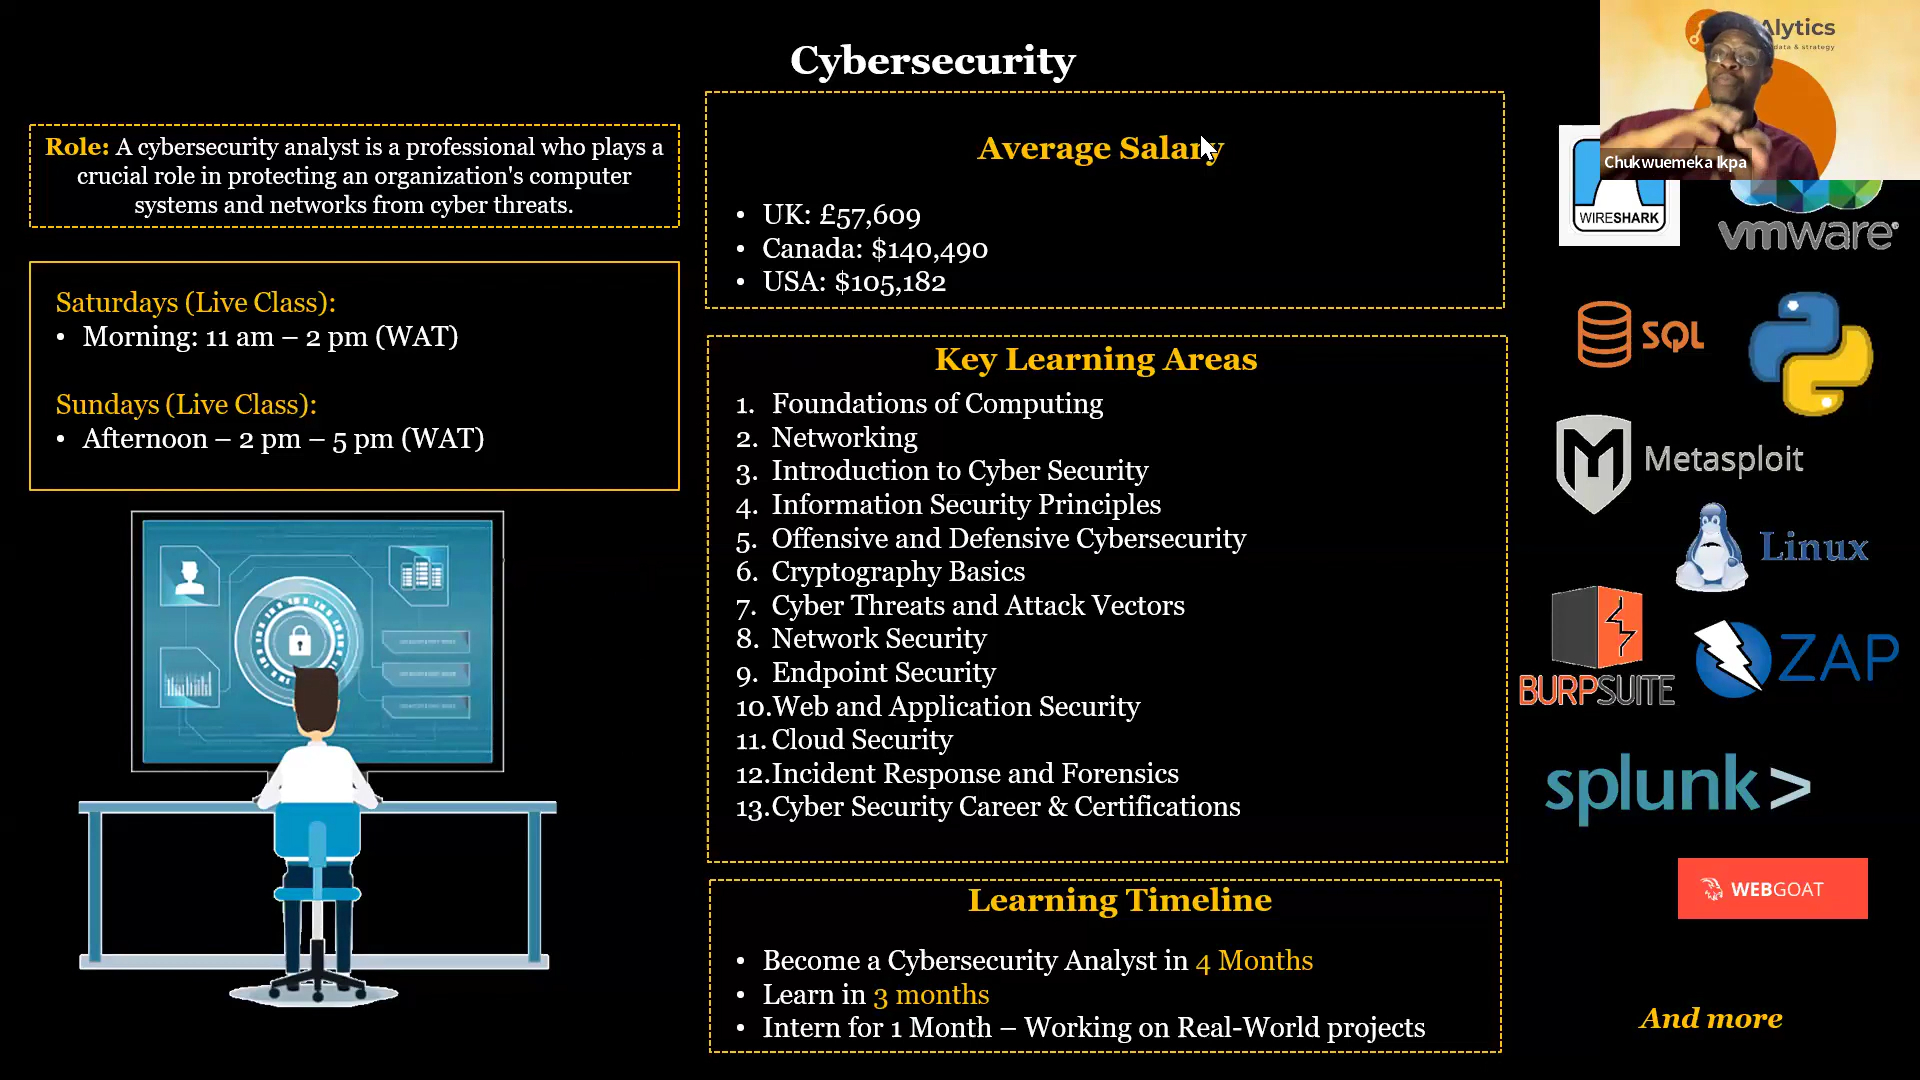 Cybersecurity
Role: A cybersecurity analyst is a professional who plays a
crucial role in protecting an organization's computer
systems and networks from cyber threats.
Saturdays (Live Class):
• Morning: 11 am – 2 pm (WAT)
Sundays (Live Class):
• Afternoon – 2 pm – 5 pm (WAT)
Average Salary
• UK: £57,609
• Canada: $140,490
• USA: $105,182
Key Learning Areas
1. Foundations of Computing
2. Networking
3. Introduction to Cyber Security
4. Information Security Principles
5. Offensive and Defensive Cybersecurity
6. Cryptography Basics
7. Cyber Threats and Attack Vectors
8. Network Security
9. Endpoint Security
10.Web and Application Security
11. Cloud Security
12.Incident Response and Forensics
13.Cyber Security Career & Certifications
Learning Timeline
• Become a Cybersecurity Analyst in 4 Months
• Learn in 3 months
• Intern for 1 Month – Working on Real-World projects
Alytics
data & strategy
Chukwuemeka Ikpa
WIRESHARK
vmware®
SQL
Metasploit
Linux
BURPSUITE
ZAP
splunk>
WEBGOAT
And more